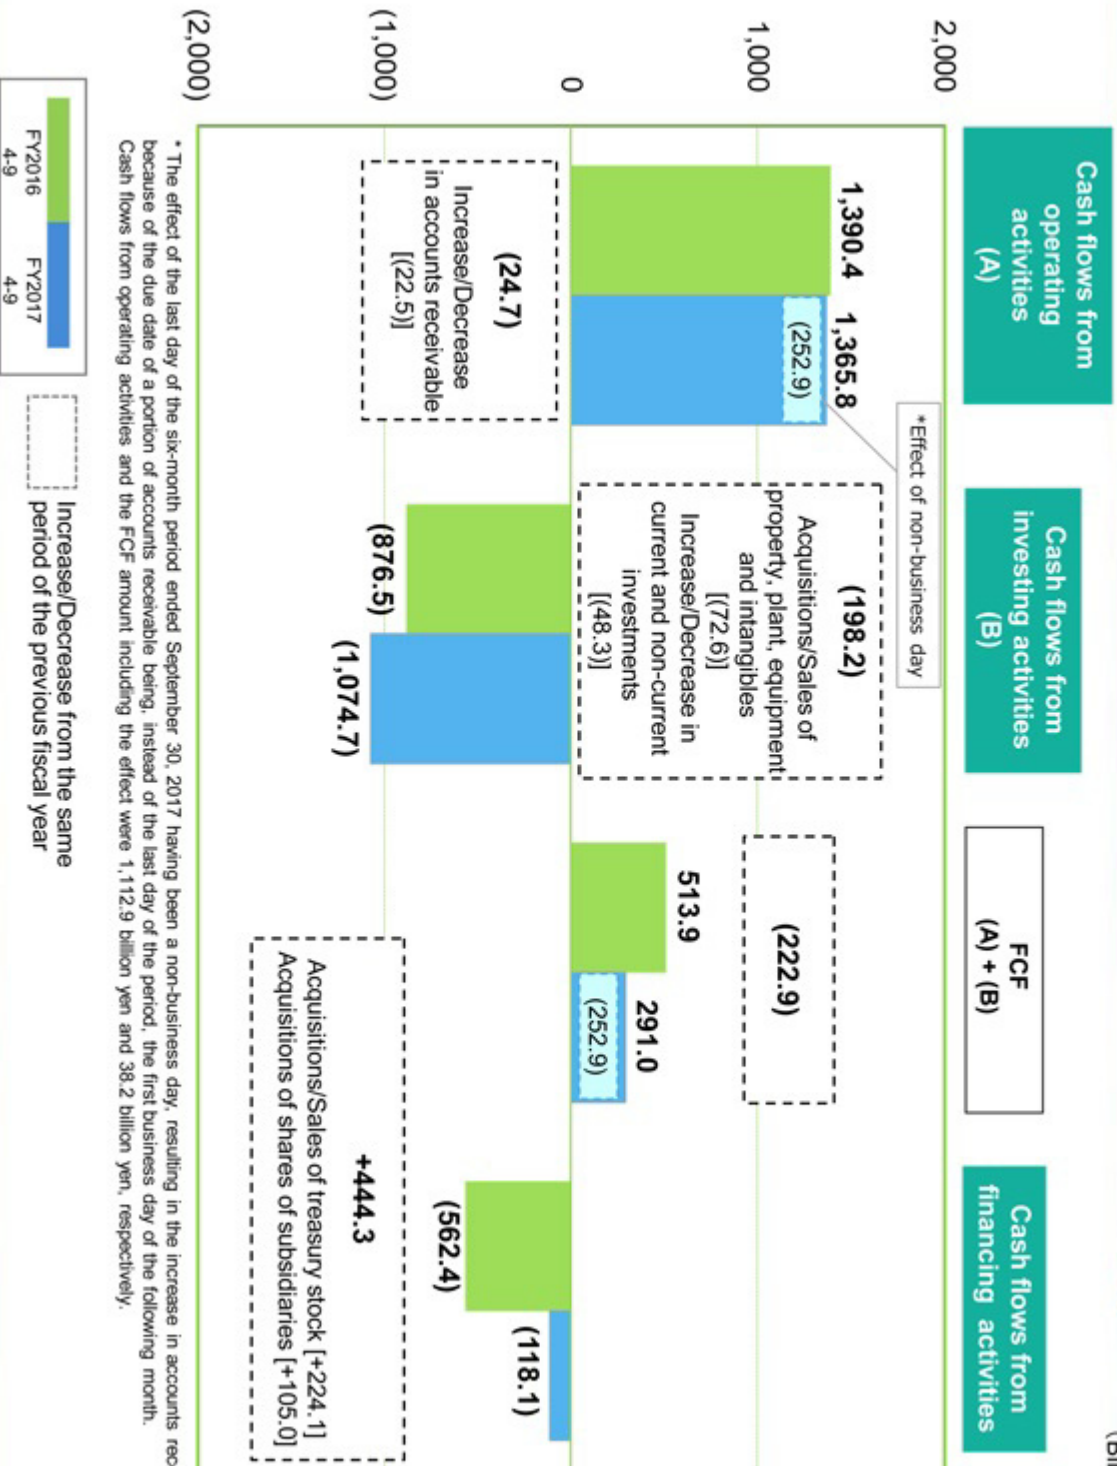 (Bil
Cash flows from
operating
activities
(A)
Cash flows from
investing activities
(B)
FCF
(A) + (B)
Cash flows from
financing activities
2,000
1,000
0
(1,000)
(2,000)
*Effect of non-business day
1,390.4
1,365.8
(252.9)
(24.7)
Increase/Decrease
in accounts receivable
[(22.5)]
(198.2)
Acquisitions/Sales of
property, plant, equipment
and intangibles
[(72.6)]
Increase/Decrease in
current and non-current
investments
[(48.3)]
(876.5)
(1,074.7)
(222.9)
513.9
291.0
(252.9)
(562.4)
(118.1)
+444.3
Acquisitions/Sales of treasury stock [+224.1]
Acquisitions of shares of subsidiaries [+105.0]
* The effect of the last day of the six-month period ended September 30, 2017 having been a non-business day, resulting in the increase in accounts rec
because of the due date of a portion of accounts receivable being, instead of the last day of the period, the first business day of the following month.
Cash flows from operating activities and the FCF amount including the effect were 1,112.9 billion yen and 38.2 billion yen, respectively.
FY2016
4-9
FY2017
4-9
Increase/Decrease from the same
period of the previous fiscal year